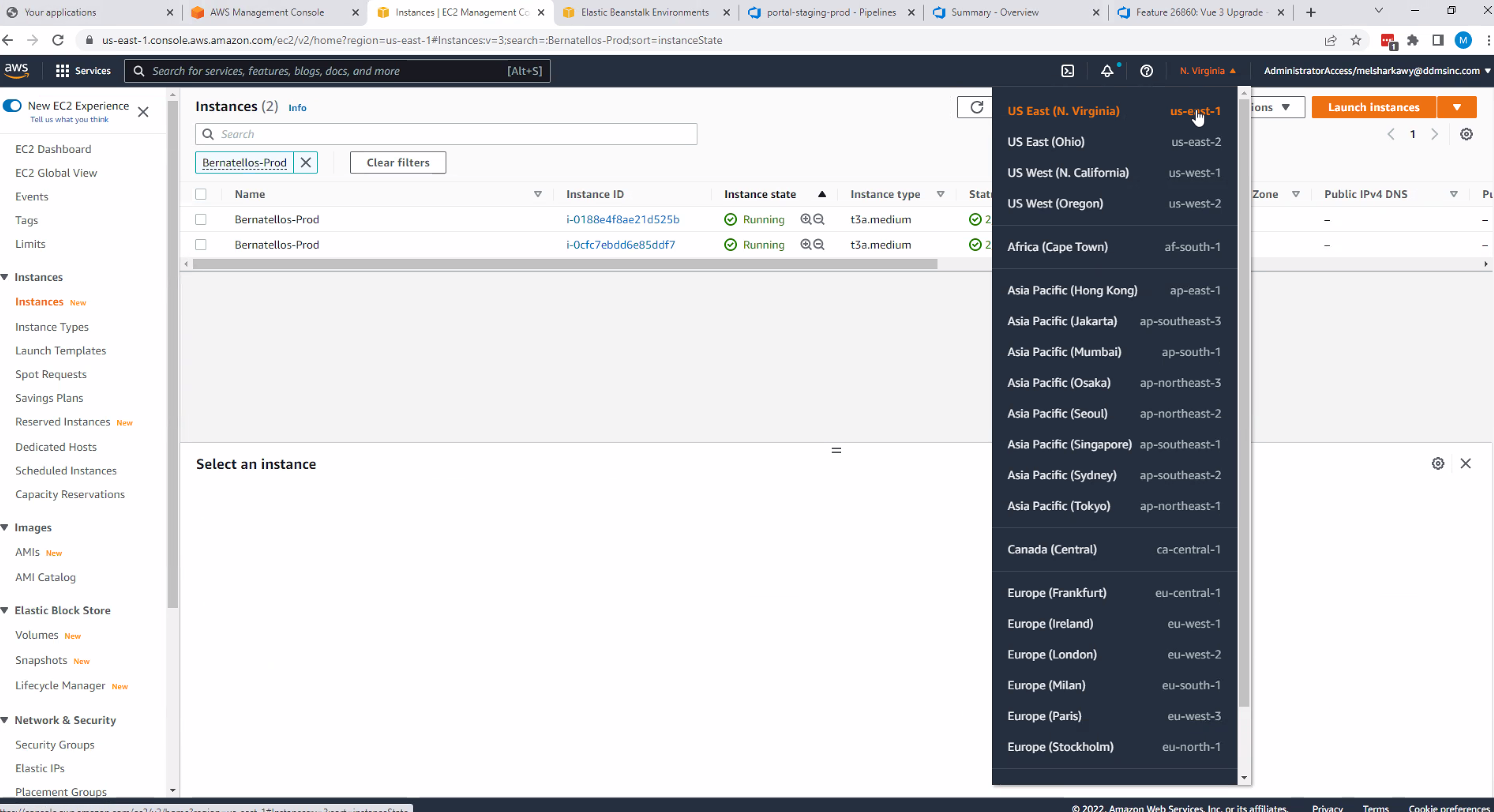 Your applications
AWS Management Console
Instances | EC2 Management Co
Elastic Beanstalk Environments
portal-staging-prod - Pipelines
Summary - Overview
Feature 26860: Vue 3 Upgrade -
us-east-1.console.aws.amazon.com/ec2/v2/home?region=us-east-1#Instances:v=3;search=:Bernatellos-Prod;sort=instanceState
1
M
aws
Services
Search for services, features, blogs, docs, and more
[Alt+S]
N. Virginia
AdministratorAccess/melsharkawy@ddmsinc.com
New EC2 Experience
Tell us what you think
EC2 Dashboard
EC2 Global View
Events
Tags
Limits
Instances
Instances New
Instance Types
Launch Templates
Spot Requests
Savings Plans
Reserved Instances New
Dedicated Hosts
Scheduled Instances
Capacity Reservations
Images
AMIs New
AMI Catalog
Elastic Block Store
Volumes New
Snapshots New
Lifecycle Manager New
Network & Security
Security Groups
Elastic IPs
Placement Groups
Instances (2) Info
ions
Launch instances
Search
1
Bernatellos-Prod
Clear filters
Name Instance ID Instance state Instance type Statu Zone Public IPv4 DNS Pu
Bernatellos-Prod i-0188e4f8ae21d525b Running t3a.medium 2 – –
Bernatellos-Prod i-0cfc7ebdd6e85ddf7 Running t3a.medium 2 – –
Select an instance
US East (N. Virginia) us-east-1
US East (Ohio) us-east-2
US West (N. California) us-west-1
US West (Oregon) us-west-2
Africa (Cape Town) af-south-1
Asia Pacific (Hong Kong) ap-east-1
Asia Pacific (Jakarta) ap-southeast-3
Asia Pacific (Mumbai) ap-south-1
Asia Pacific (Osaka) ap-northeast-3
Asia Pacific (Seoul) ap-northeast-2
Asia Pacific (Singapore) ap-southeast-1
Asia Pacific (Sydney) ap-southeast-2
Asia Pacific (Tokyo) ap-northeast-1
Canada (Central) ca-central-1
Europe (Frankfurt) eu-central-1
Europe (Ireland) eu-west-1
Europe (London) eu-west-2
Europe (Milan) eu-south-1
Europe (Paris) eu-west-3
Europe (Stockholm) eu-north-1
© 2022, Amazon Web Services, Inc. or its affiliates. Privacy Terms Cookie preferences